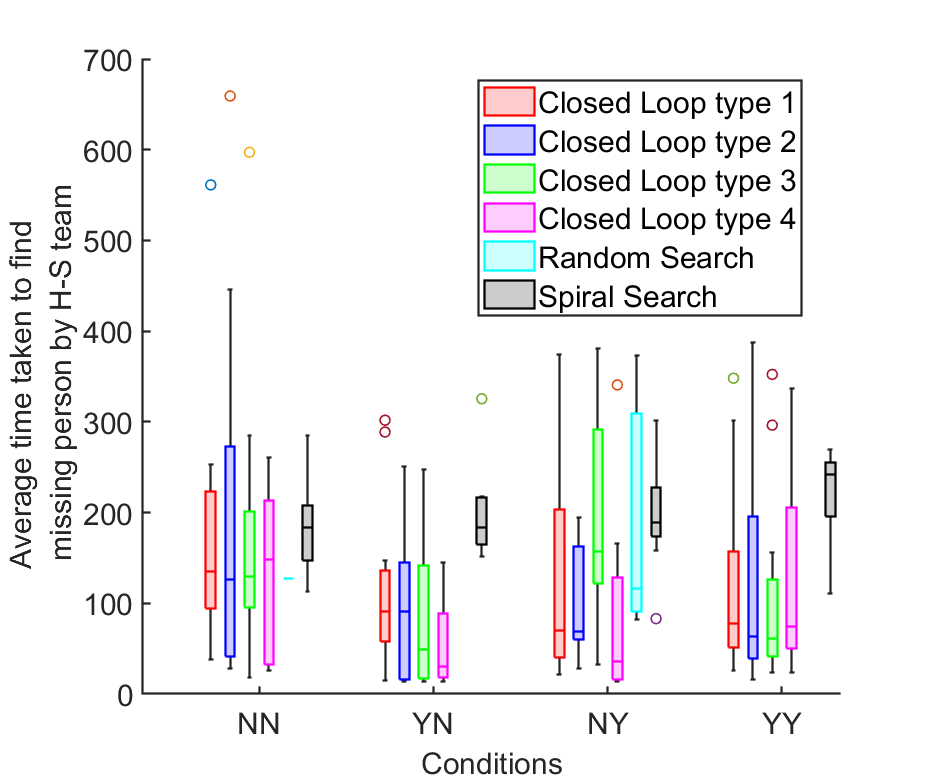 700
600
500
400
300
200
100
0
Average time taken to find
missing person by H-S team
Closed Loop type 1
Closed Loop type 2
Closed Loop type 3
Closed Loop type 4
Random Search
Spiral Search
NN YN NY YY
Conditions